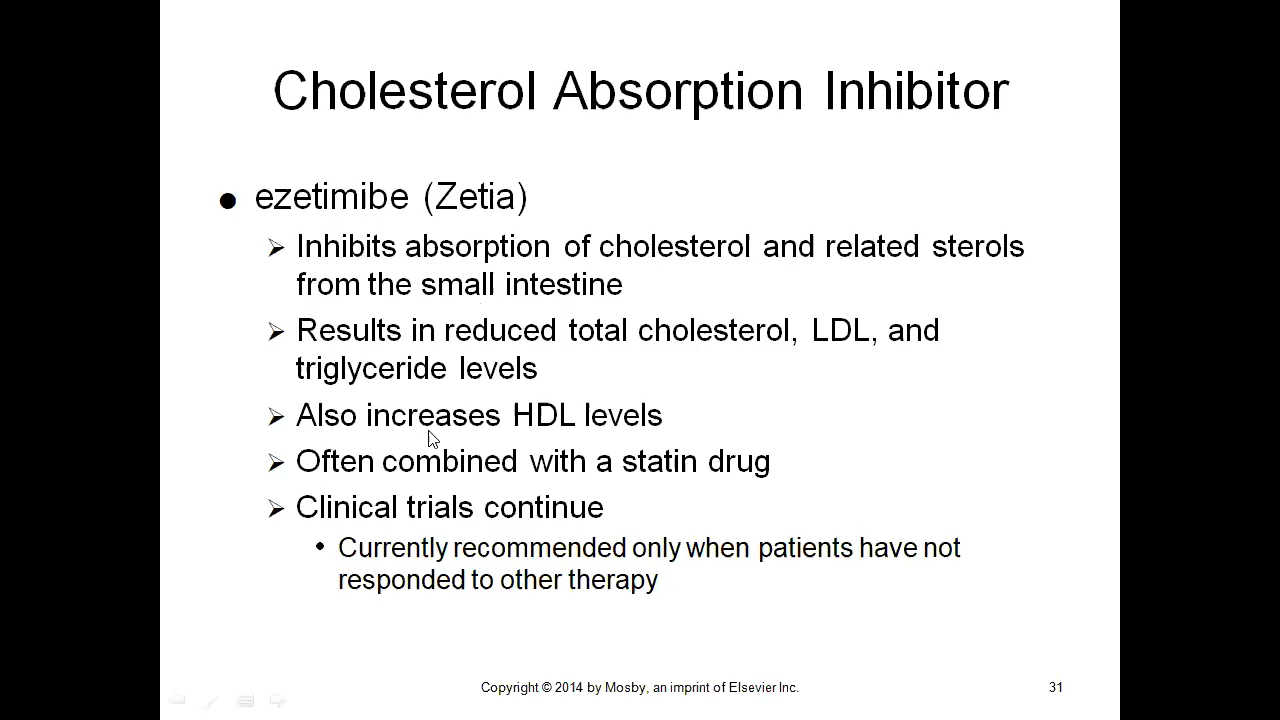 Cholesterol Absorption Inhibitor
● ezetimibe (Zetia)
➢ Inhibits absorption of cholesterol and related sterols
from the small intestine
➢ Results in reduced total cholesterol, LDL, and
triglyceride levels
➢ Also increases HDL levels
➢ Often combined with a statin drug
➢ Clinical trials continue
• Currently recommended only when patients have not
responded to other therapy
Copyright © 2014 by Mosby, an imprint of Elsevier Inc.
31